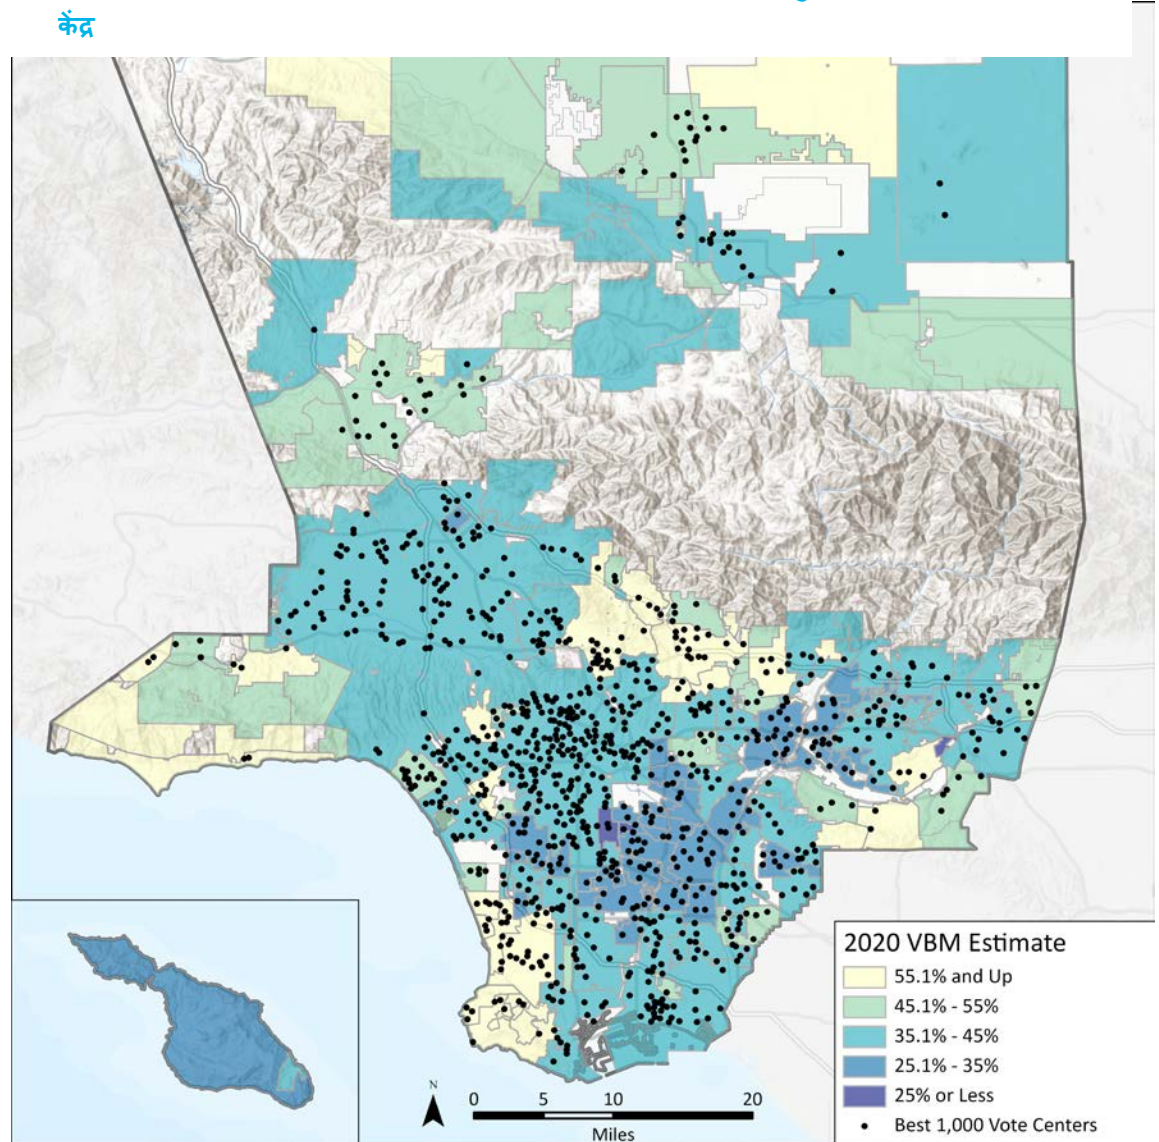 केंद्र
2020 VBM Estimate
55.1% and Up
45.1% - 55%
35.1% - 45%
25.1% - 35%
25% or Less
Best 1,000 Vote Centers
N
0 5 10 20
Miles